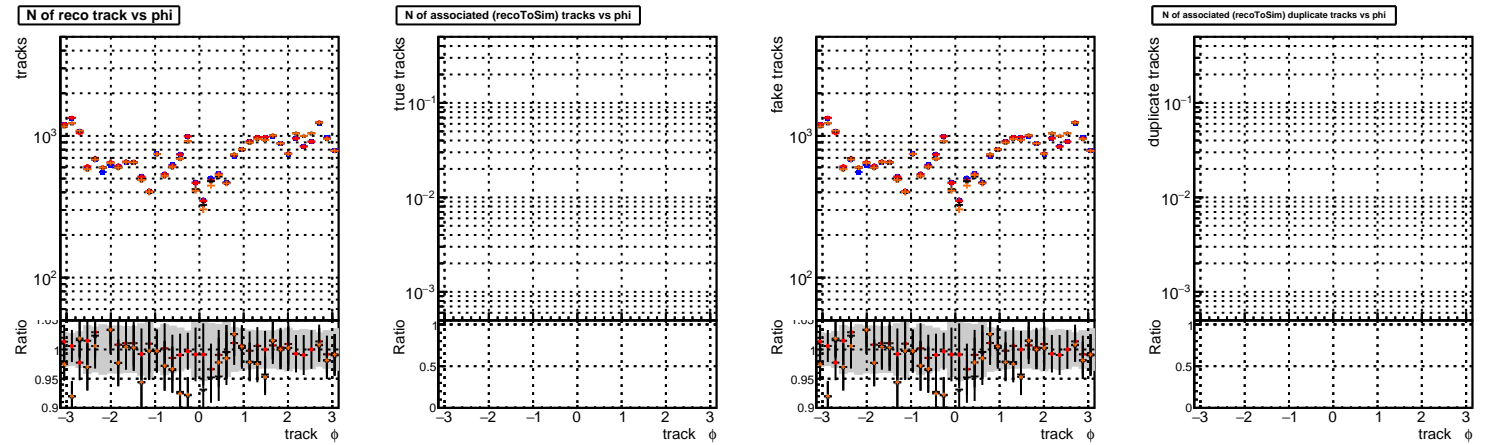 N of reco track vs phi
tracks
10³
10²
Ratio
1
0.95
0.9
−3 −2 −1 0 1 2 3
track φ
N of associated (recoToSim) tracks vs phi
true tracks
10⁻¹
10⁻²
10⁻³
Ratio
1
0.5
0
−3 −2 −1 0 1 2 3
track φ
fake tracks
10³
10²
Ratio
1
0.95
0.9
−3 −2 −1 0 1 2 3
track φ
N of associated (recoToSim) duplicate tracks vs phi
duplicate tracks
10⁻¹
10⁻²
10⁻³
Ratio
1
0.5
0
−3 −2 −1 0 1 2 3
track φ